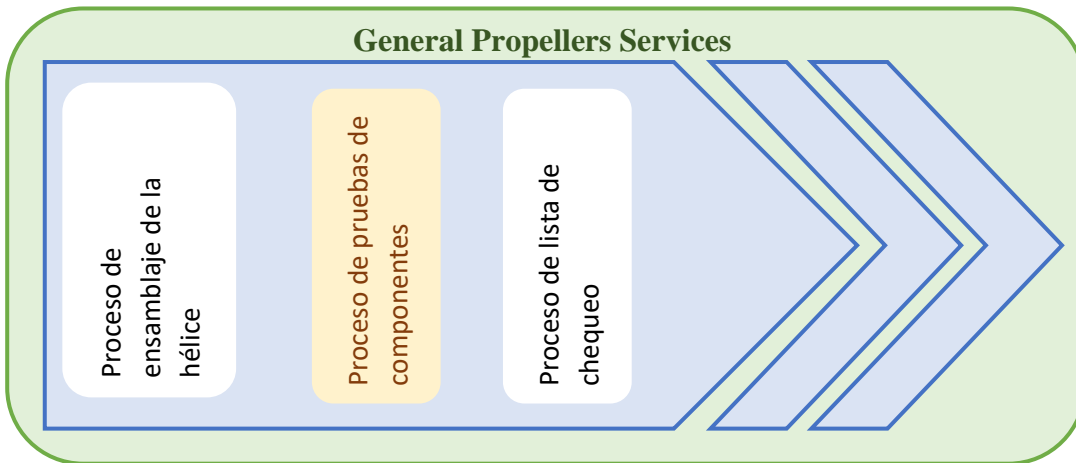 General Propellers Services
Proceso de
ensamblaje de la
hélice
Proceso de pruebas de
componentes
Proceso de lista de
chequeo